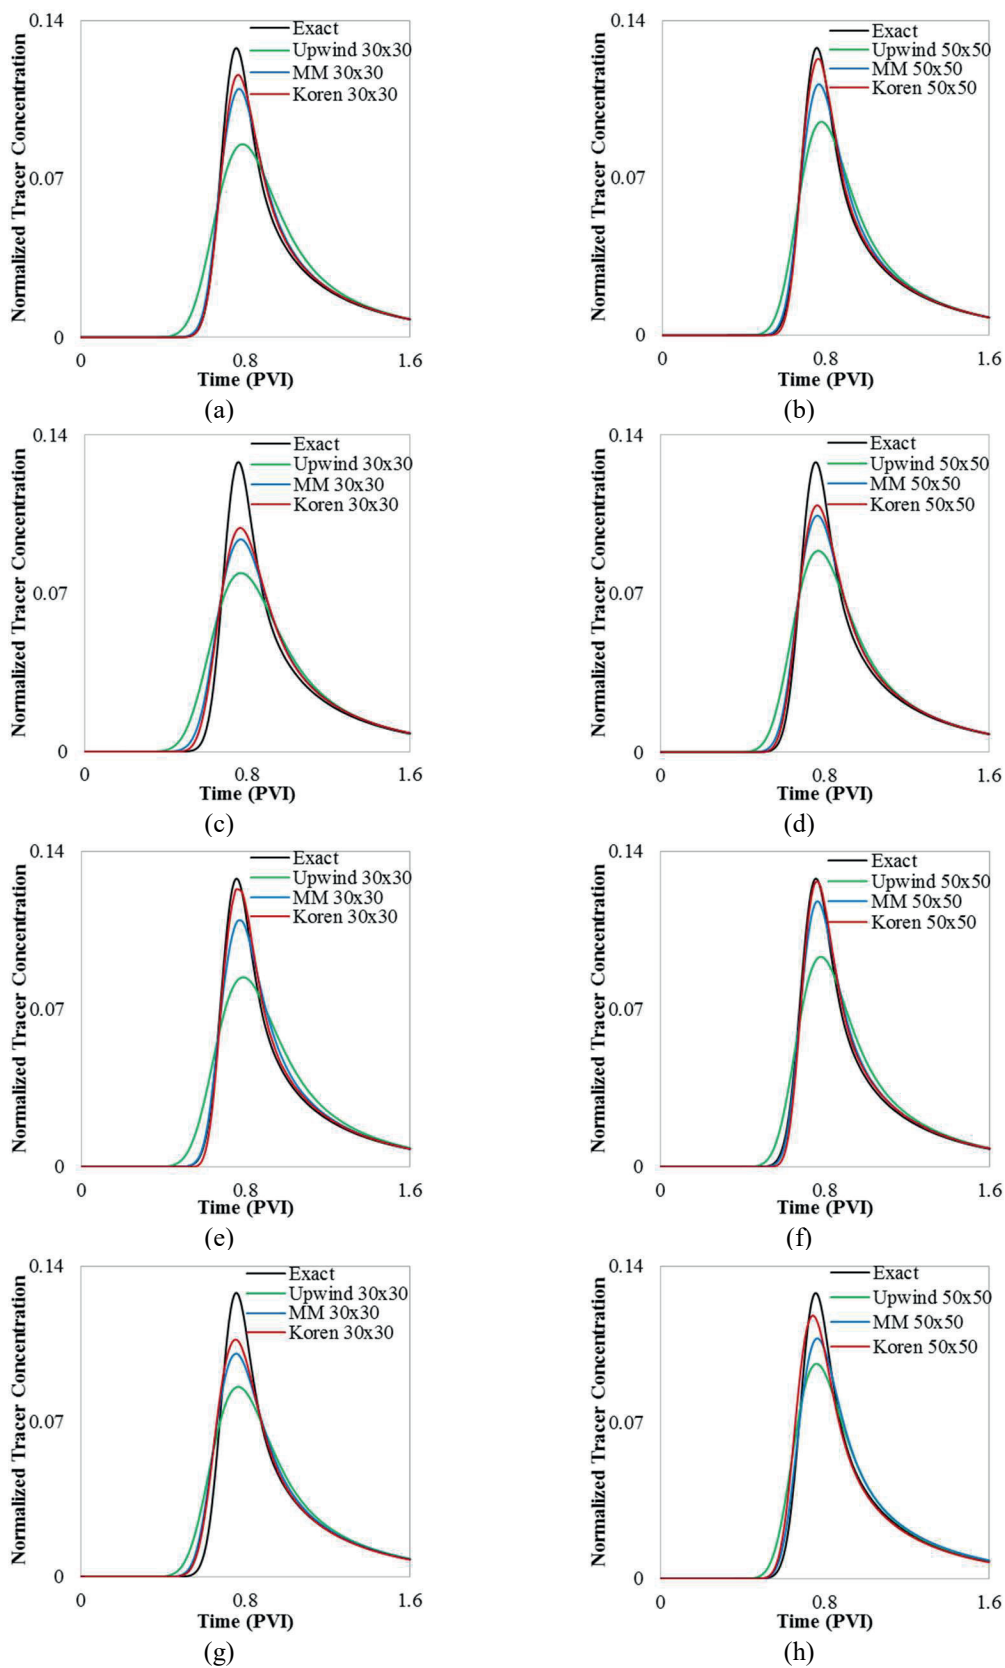 Normalized Tracer Concentration
0.14
0.07
0
Exact
Upwind 30x30
MM 30x30
Koren 30x30
0
0.8
1.6
Time (PVI)
(a)
Normalized Tracer Concentration
0.14
0.07
0
Exact
Upwind 50x50
MM 50x50
Koren 50x50
0
0.8
1.6
Time (PVI)
(b)
Normalized Tracer Concentration
0.14
0.07
0
Exact
Upwind 30x30
MM 30x30
Koren 30x30
0
0.8
1.6
Time (PVI)
(c)
Normalized Tracer Concentration
0.14
0.07
0
Exact
Upwind 50x50
MM 50x50
Koren 50x50
0
0.8
1.6
Time (PVI)
(d)
Normalized Tracer Concentration
0.14
0.07
0
Exact
Upwind 30x30
MM 30x30
Koren 30x30
0
0.8
1.6
Time (PVI)
(e)
Normalized Tracer Concentration
0.14
0.07
0
Exact
Upwind 50x50
MM 50x50
Koren 50x50
0
0.8
1.6
Time (PVI)
(f)
Normalized Tracer Concentration
0.14
0.07
0
Exact
Upwind 30x30
MM 30x30
Koren 30x30
0
0.8
1.6
Time (PVI)
(g)
Normalized Tracer Concentration
0.14
0.07
0
Exact
Upwind 50x50
MM 50x50
Koren 50x50
0
0.8
1.6
Time (PVI)
(h)